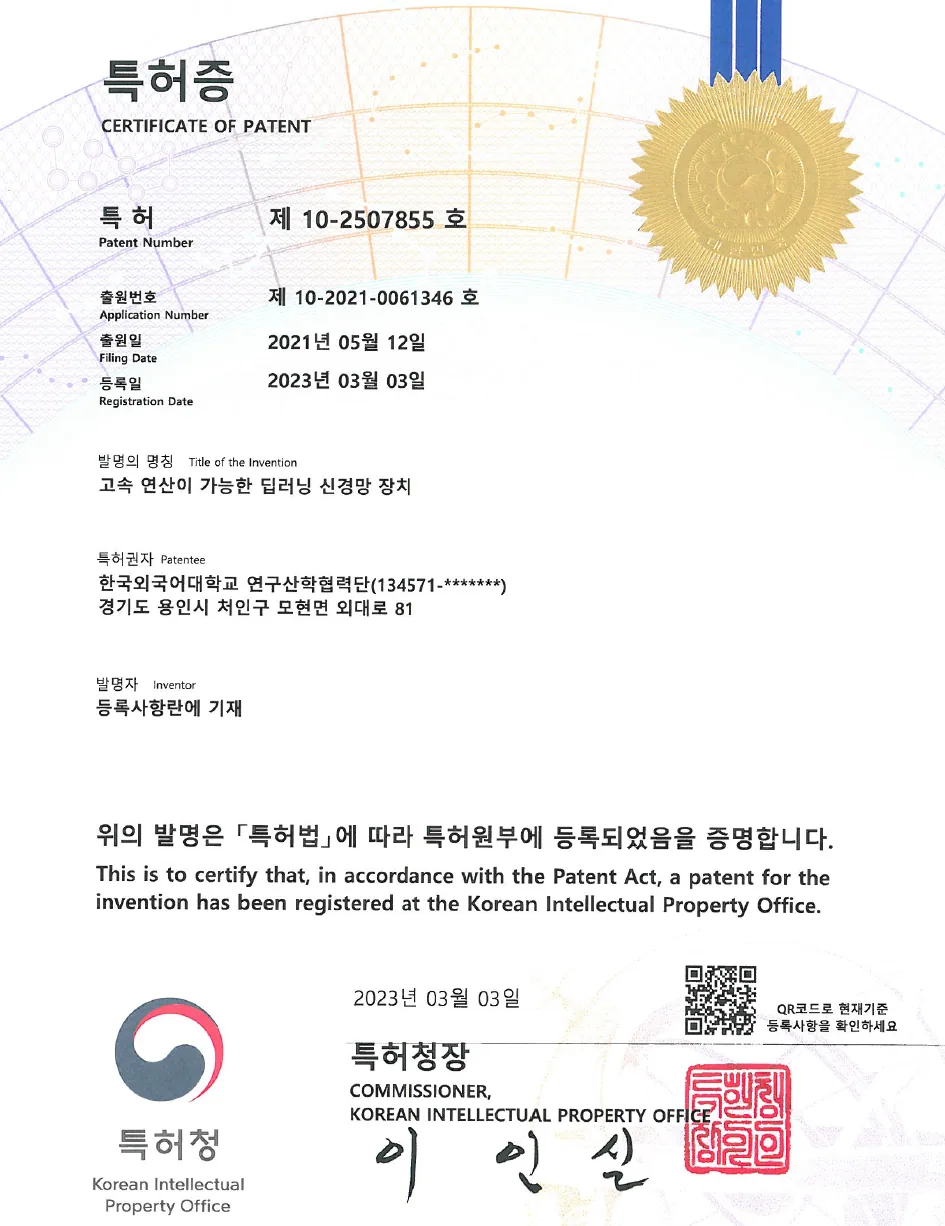 특허증
CERTIFICATE OF PATENT
특 허
제 10-2507855 호
Patent Number
출원번호
제 10-2021-0061346 호
Application Number
출원일
2021년 05월 12일
Filing Date
등록일
2023년 03월 03일
Registration Date
발명의 명칭 Title of the Invention
고속 연산이 가능한 딥러닝 신경망 장치
특허권자 Patentee
한국외국어대학교 연구산학협력단(134571-*******)
경기도 용인시 처인구 모현면 외대로 81
발명자 Inventor
등록사항란에 기재
위의 발명은 「특허법」에 따라 특허원부에 등록되었음을 증명합니다.
This is to certify that, in accordance with the Patent Act, a patent for the
invention has been registered at the Korean Intellectual Property Office.
2023년 03월 03일
QR코드로 현재기준
등록사항을 확인하세요
특허청장
COMMISSIONER,
KOREAN INTELLECTUAL PROPERTY OFFICE
이 인 실
특허청
Korean Intellectual
Property Office